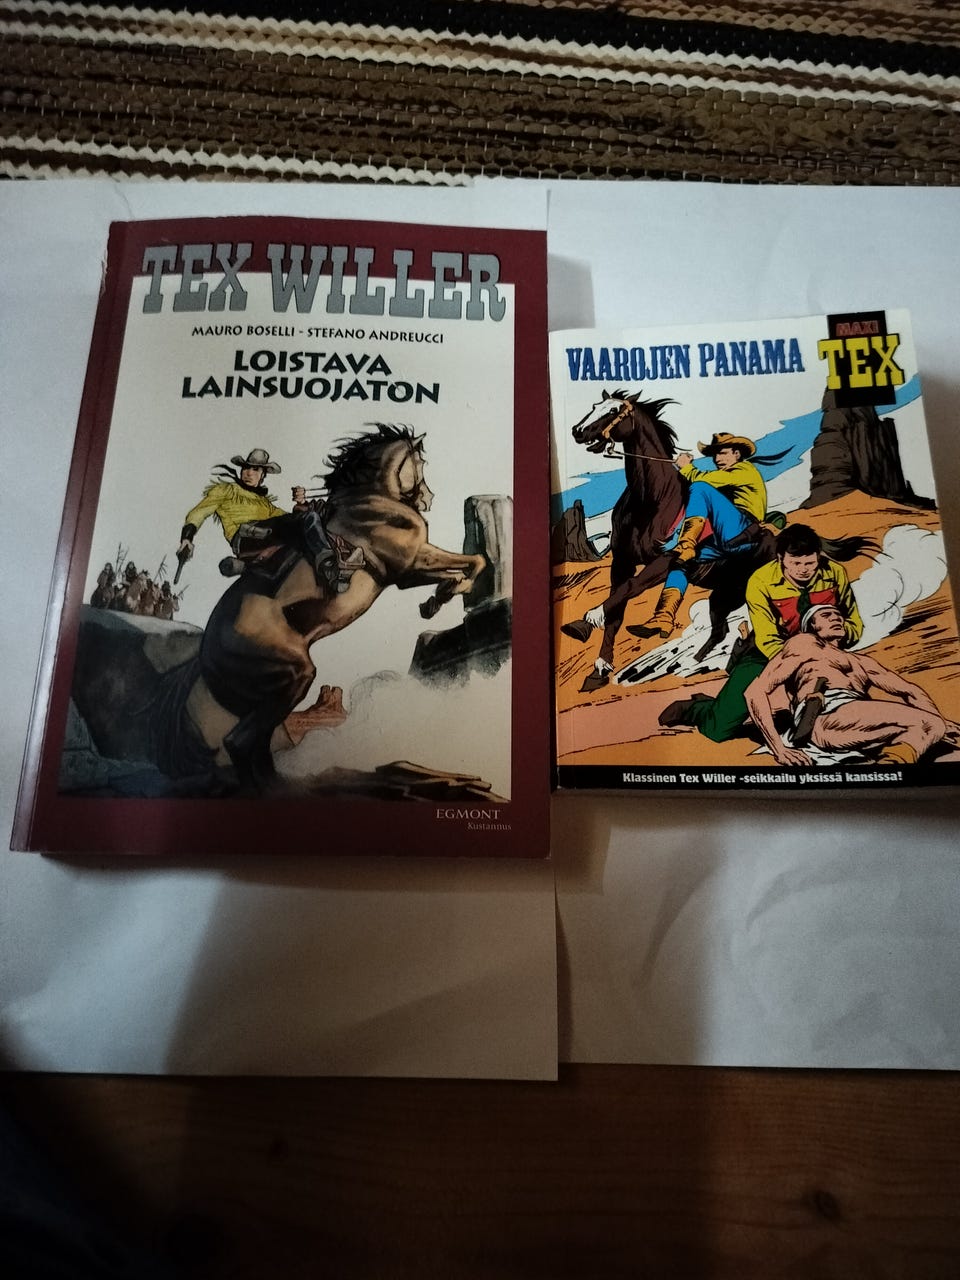 TEX WILLER
MAURO BOSELLI - STEFANO ANDREUCCI
LOISTAVA
LAINSUOJATON
EGMONT
Kustannus
VAAROJEN PANAMA
MAXI
TEX
Klassinen Tex Willer -seikkailu yksissä kansissa!